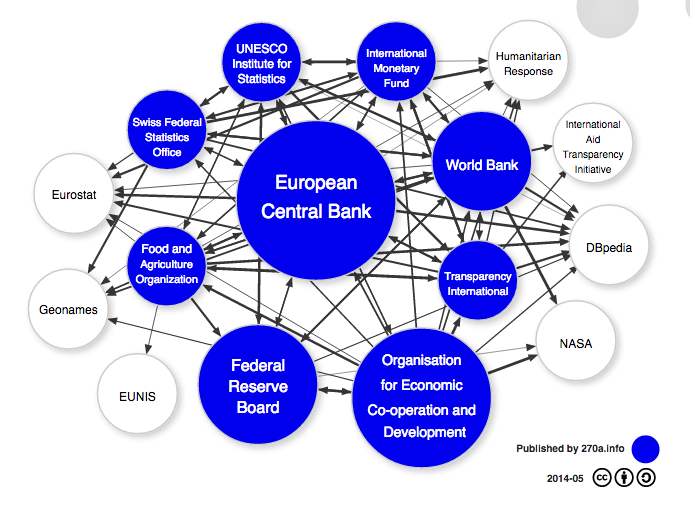 UNESCO
Institute for
Statistics
International
Monetary
Fund
Humanitarian
Response
Swiss Federal
Statistics
Office
International
Aid
Transparency
Initiative
World Bank
European
Central Bank
Eurostat
DBpedia
Food and
Agriculture
Organization
Transparency
International
Geonames
NASA
Federal
Reserve
Board
Organisation
for Economic
Co-operation and
Development
EUNIS
Published by 270a.info
2014-05
cc